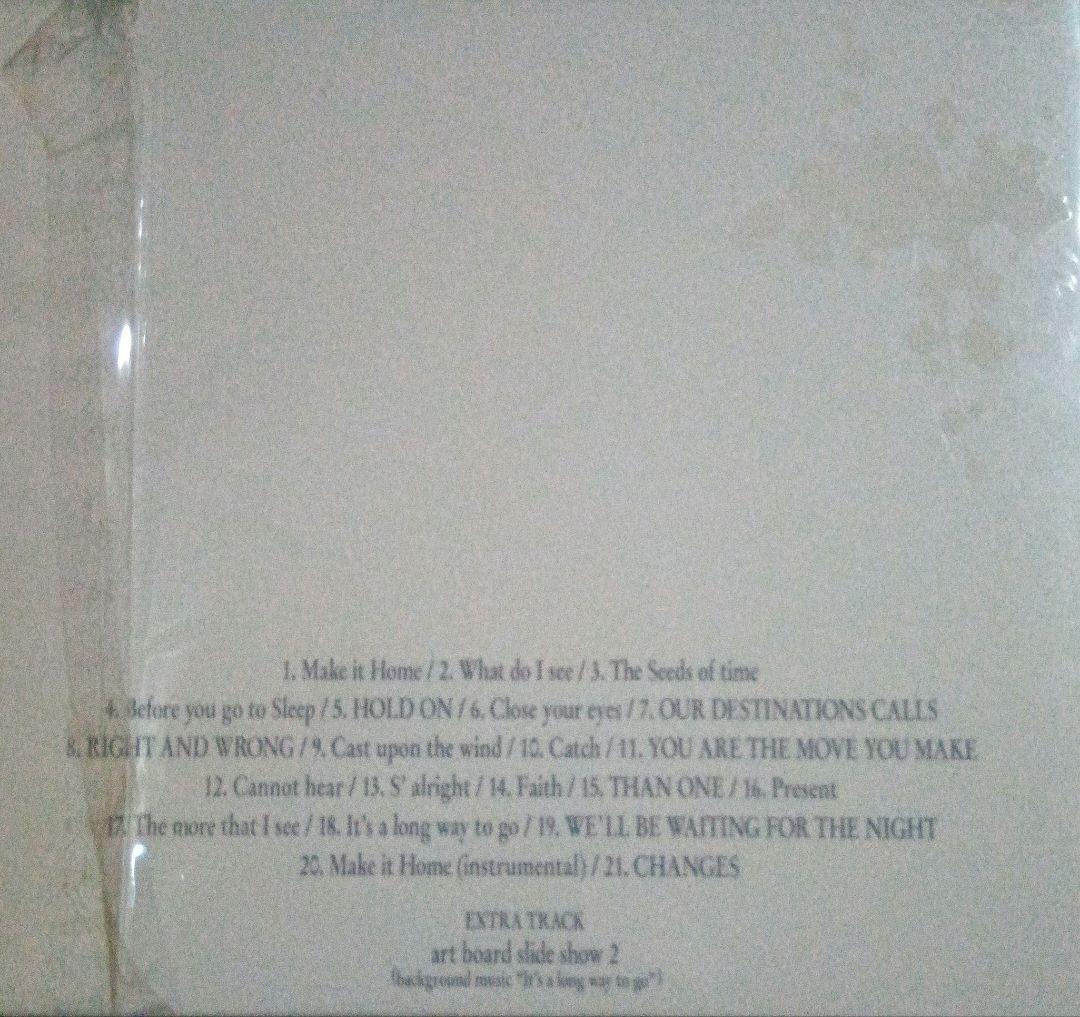 1. Make it Home / 2. What do I see / 3. The Seeds of time
4. Before you go to Sleep / 5. HOLD ON / 6. Close your eyes / 7. OUR DESTINATIONS CALLS
8. RIGHT AND WRONG / 9. Cast upon the wind / 10. Catch / 11. YOU ARE THE MOVE YOU MAKE
12. Cannot hear / 13. S' alright / 14. Faith / 15. THAN ONE / 16. Present
17. The more that I see / 18. It's a long way to go / 19. WE'LL BE WAITING FOR THE NIGHT
20. Make it Home (instrumental) / 21. CHANGES
EXTRA TRACK
art board slide show 2
(background music "It's a long way to go")